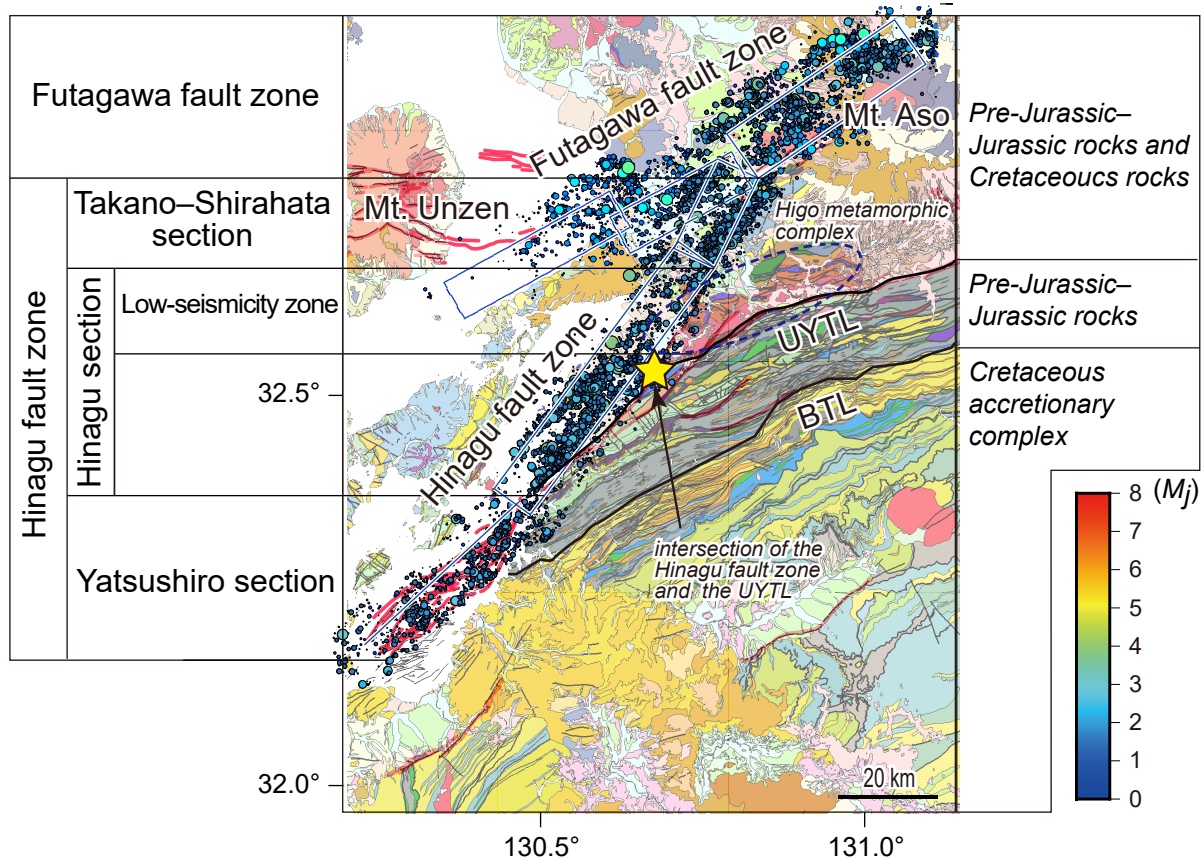 Futagawa fault zone
Takano–Shirahata
section
Low-seismicity zone
Hinagu section
Hinagu fault zone
Yatsushiro section
32.5°
32.0°
130.5°
131.0°
Futagawa fault zone
Mt. Aso
Mt. Unzen
Higo metamorphic
complex
UYTL
BTL
Hinagu fault zone
intersection of the
Hinagu fault zone
and the UYTL
20 km
Pre-Jurassic–
Jurassic rocks and
Cretaceoucs rocks
Pre-Jurassic–
Jurassic rocks
Cretaceous
accretionary
complex
8 (Mj)
7
6
5
4
3
2
1
0